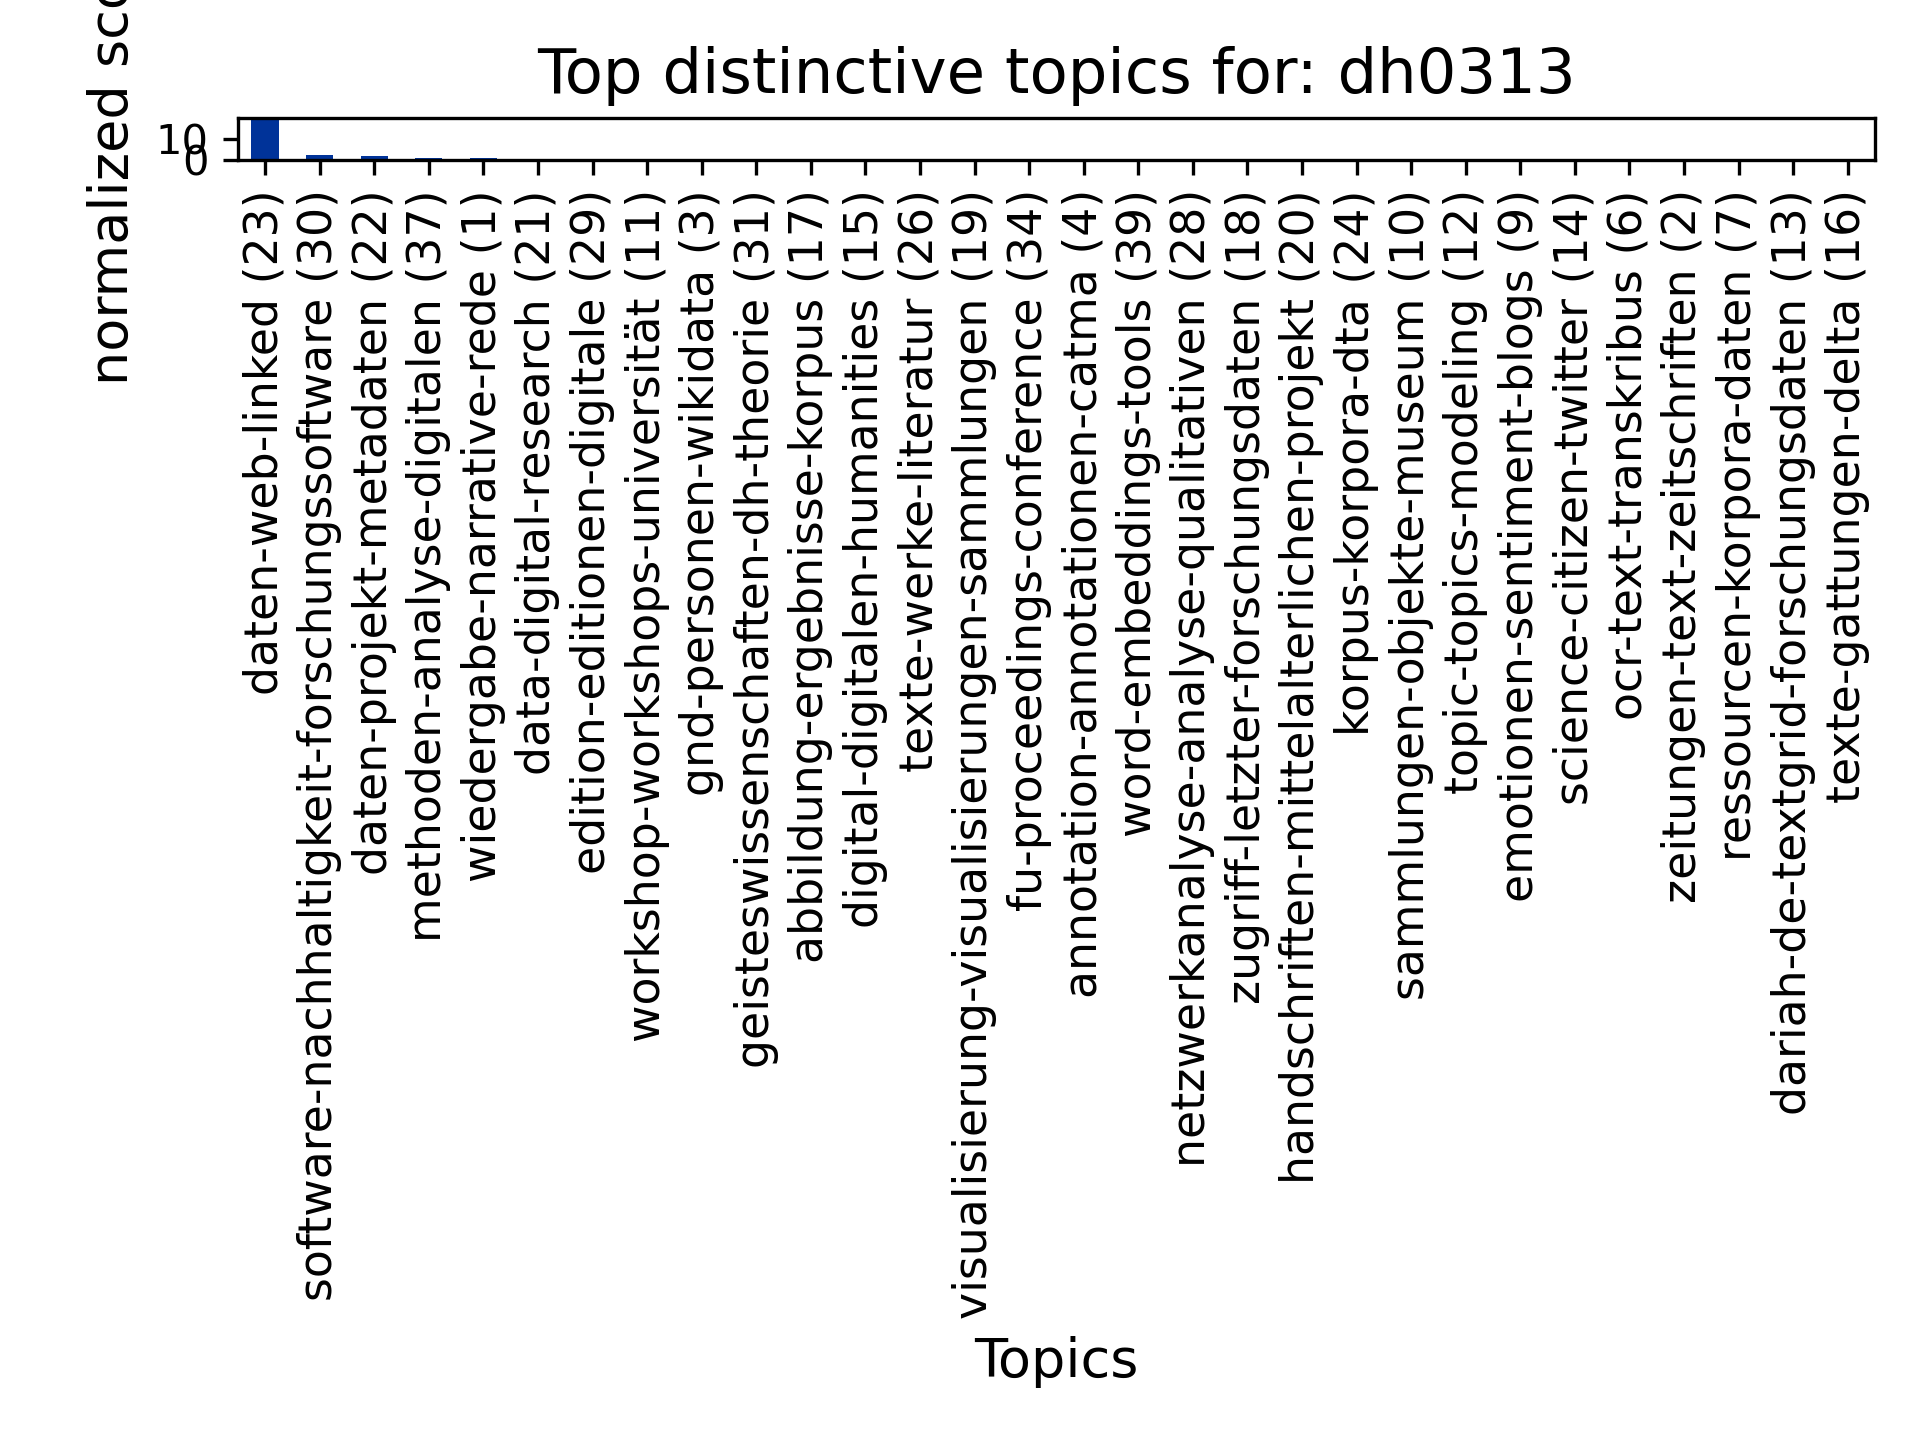 Top distinctive topics for: dh0313
normalized
10
0
daten-web-linked (23)
software-nachhaltigkeit-forschungssoftware (30)
daten-projekt-metadaten (22)
methoden-analyse-digitalen (37)
wiedergabe-narrative-rede (1)
data-digital-research (21)
edition-editionen-digitale (29)
workshop-workshops-universität (11)
gnd-personen-wikidata (3)
geisteswissenschaften-dh-theorie (31)
abbildung-ergebnisse-korpus (17)
digital-digitalen-humanities (15)
texte-werke-literatur (26)
visualisierung-visualisierungen-sammlungen (19)
fu-proceedings-conference (34)
annotation-annotationen-catma (4)
word-embeddings-tools (39)
netzwerkanalyse-analyse-qualitativen (28)
zugriff-letzter-forschungsdaten (18)
handschriften-mittelalterlichen-projekt (20)
korpus-korpora-dta (24)
sammlungen-objekte-museum (10)
topic-topics-modeling (12)
emotionen-sentiment-blogs (9)
science-citizen-twitter (14)
ocr-text-transkribus (6)
zeitungen-text-zeitschriften (2)
ressourcen-korpora-daten (7)
dariah-de-textgrid-forschungsdaten (13)
texte-gattungen-delta (16)
Topics